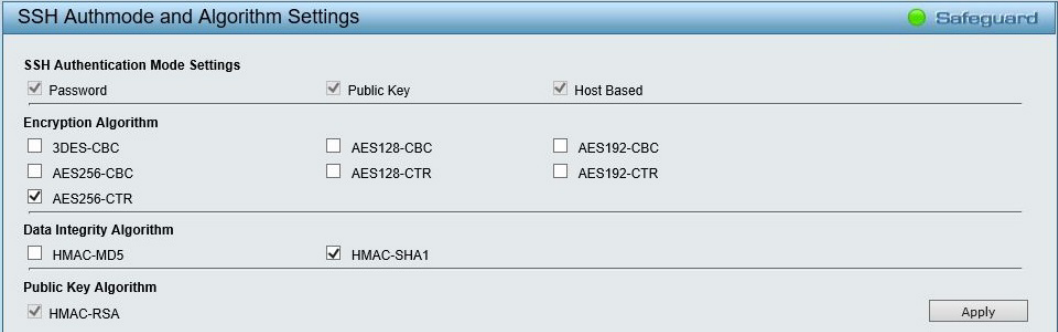 SSH Authmode and Algorithm Settings Safeguard
SSH Authentication Mode Settings
Password Public Key Host Based
Encryption Algorithm
3DES-CBC AES128-CBC AES192-CBC
AES256-CBC AES128-CTR AES192-CTR
AES256-CTR
Data Integrity Algorithm
HMAC-MD5 HMAC-SHA1
Public Key Algorithm
HMAC-RSA Apply